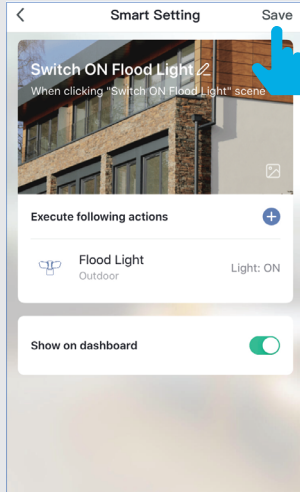 Smart Setting Save
Switch ON Flood Light
When clicking "Switch ON Flood Light" scene
Execute following actions
Flood Light
Light: ON
Outdoor
Show on dashboard